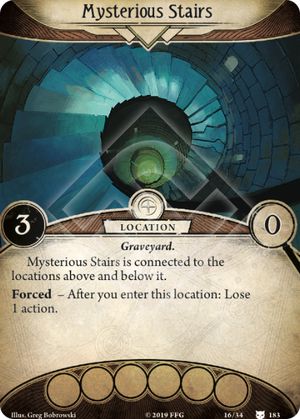 Mysterious Stairs
3
LOCATION
0
Graveyard.
Mysterious Stairs is connected to the
locations above and below it.
Forced – After you enter this location: Lose
1 action.
Illus. Greg Bobrowski
© 2019 FFG
16/34
183